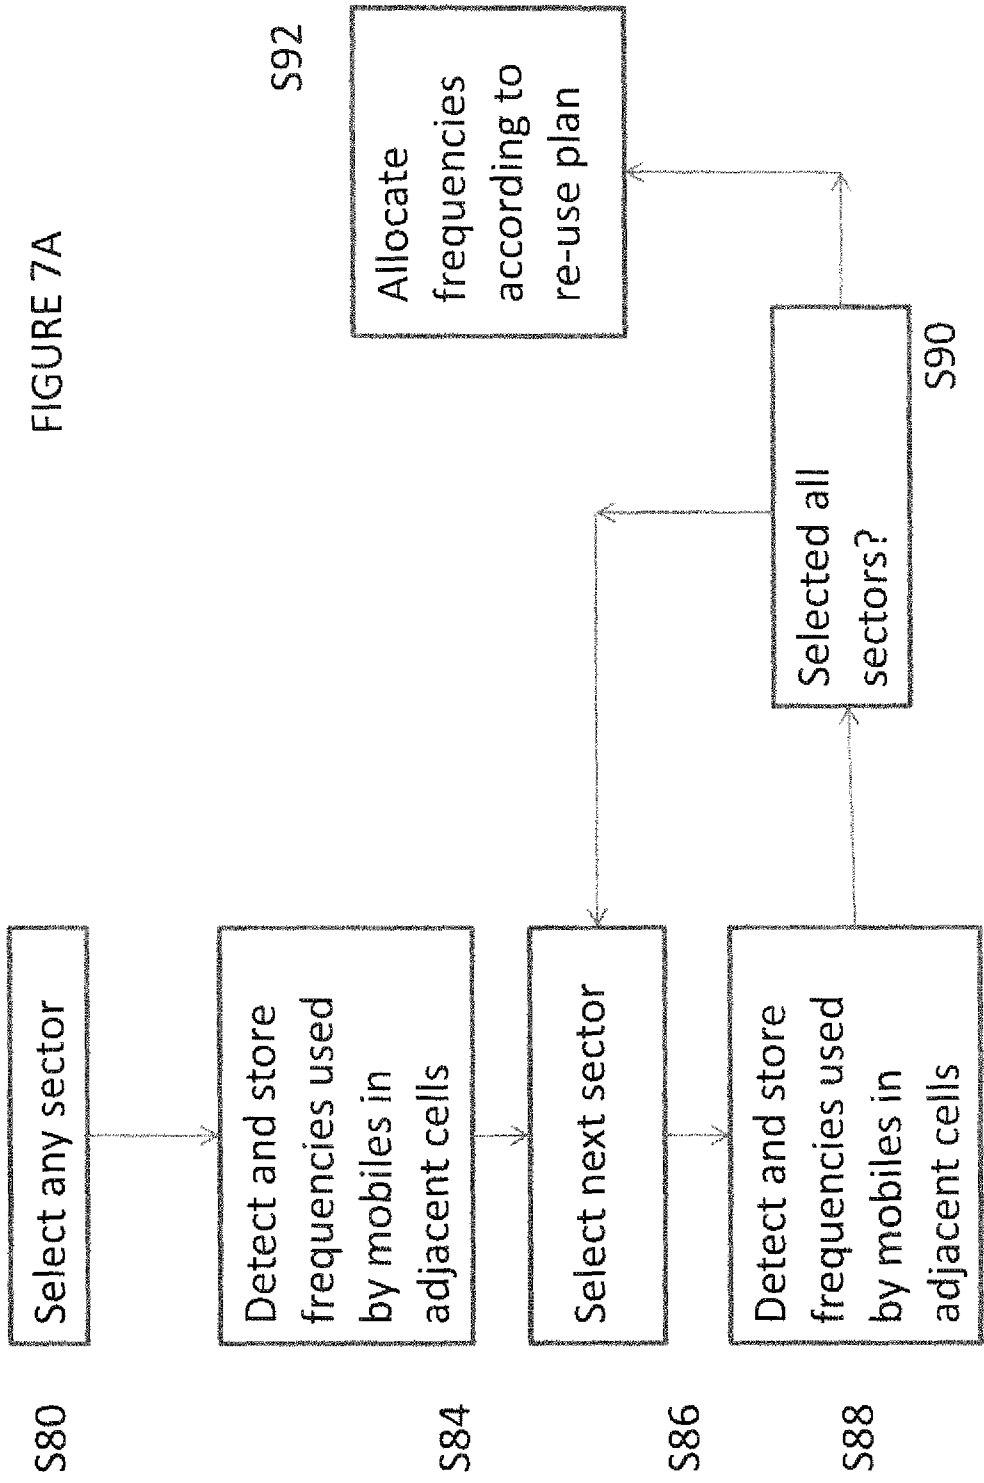 FIGURE 7A
S80
Select any sector
Detect and store
frequencies used
by mobiles in
adjacent cells
S84
Select next sector
S86
Detect and store
frequencies used
by mobiles in
adjacent cells
S88
Selected all
sectors?
S90
Allocate
frequencies
according to
re-use plan
S92